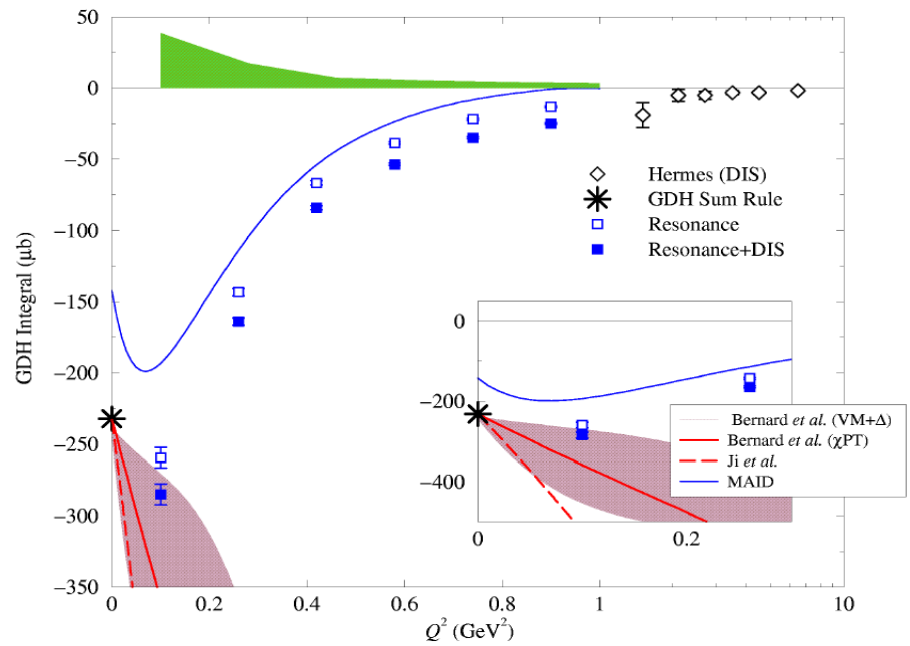 50
0
−50
−100
−150
−200
−250
−300
−350
GDH Integral (μb)
Hermes (DIS)
GDH Sum Rule
Resonance
Resonance+DIS
0
−200
−400
0
0.2
Bernard et al. (VM+Δ)
Bernard et al. (χPT)
Ji et al.
MAID
0
0.2
0.4
0.6
0.8
1
10
Q² (GeV²)